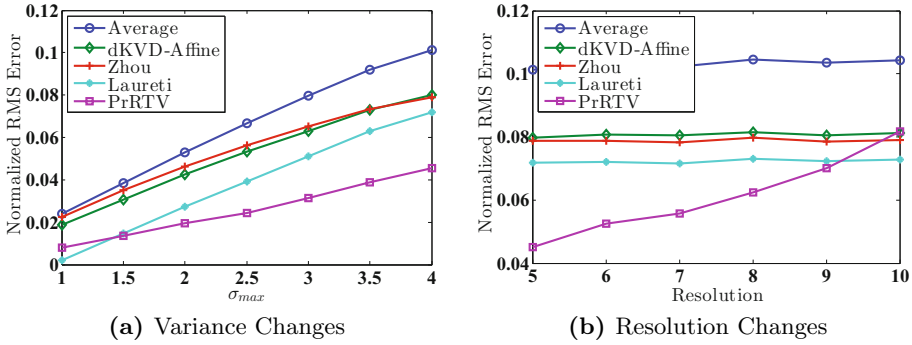 0.12
0.1
0.08
0.06
0.04
0.02
0
Normalized RMS Error
Average
dKVD-Affine
Zhou
Laureti
PrRTV
1 1.5 2 2.5 3 3.5 4
σmax
(a) Variance Changes
0.12
0.10
0.08
0.06
0.04
Normalized RMS Error
Average
dKVD-Affine
Zhou
Laureti
PrRTV
5 6 7 8 9 10
Resolution
(b) Resolution Changes